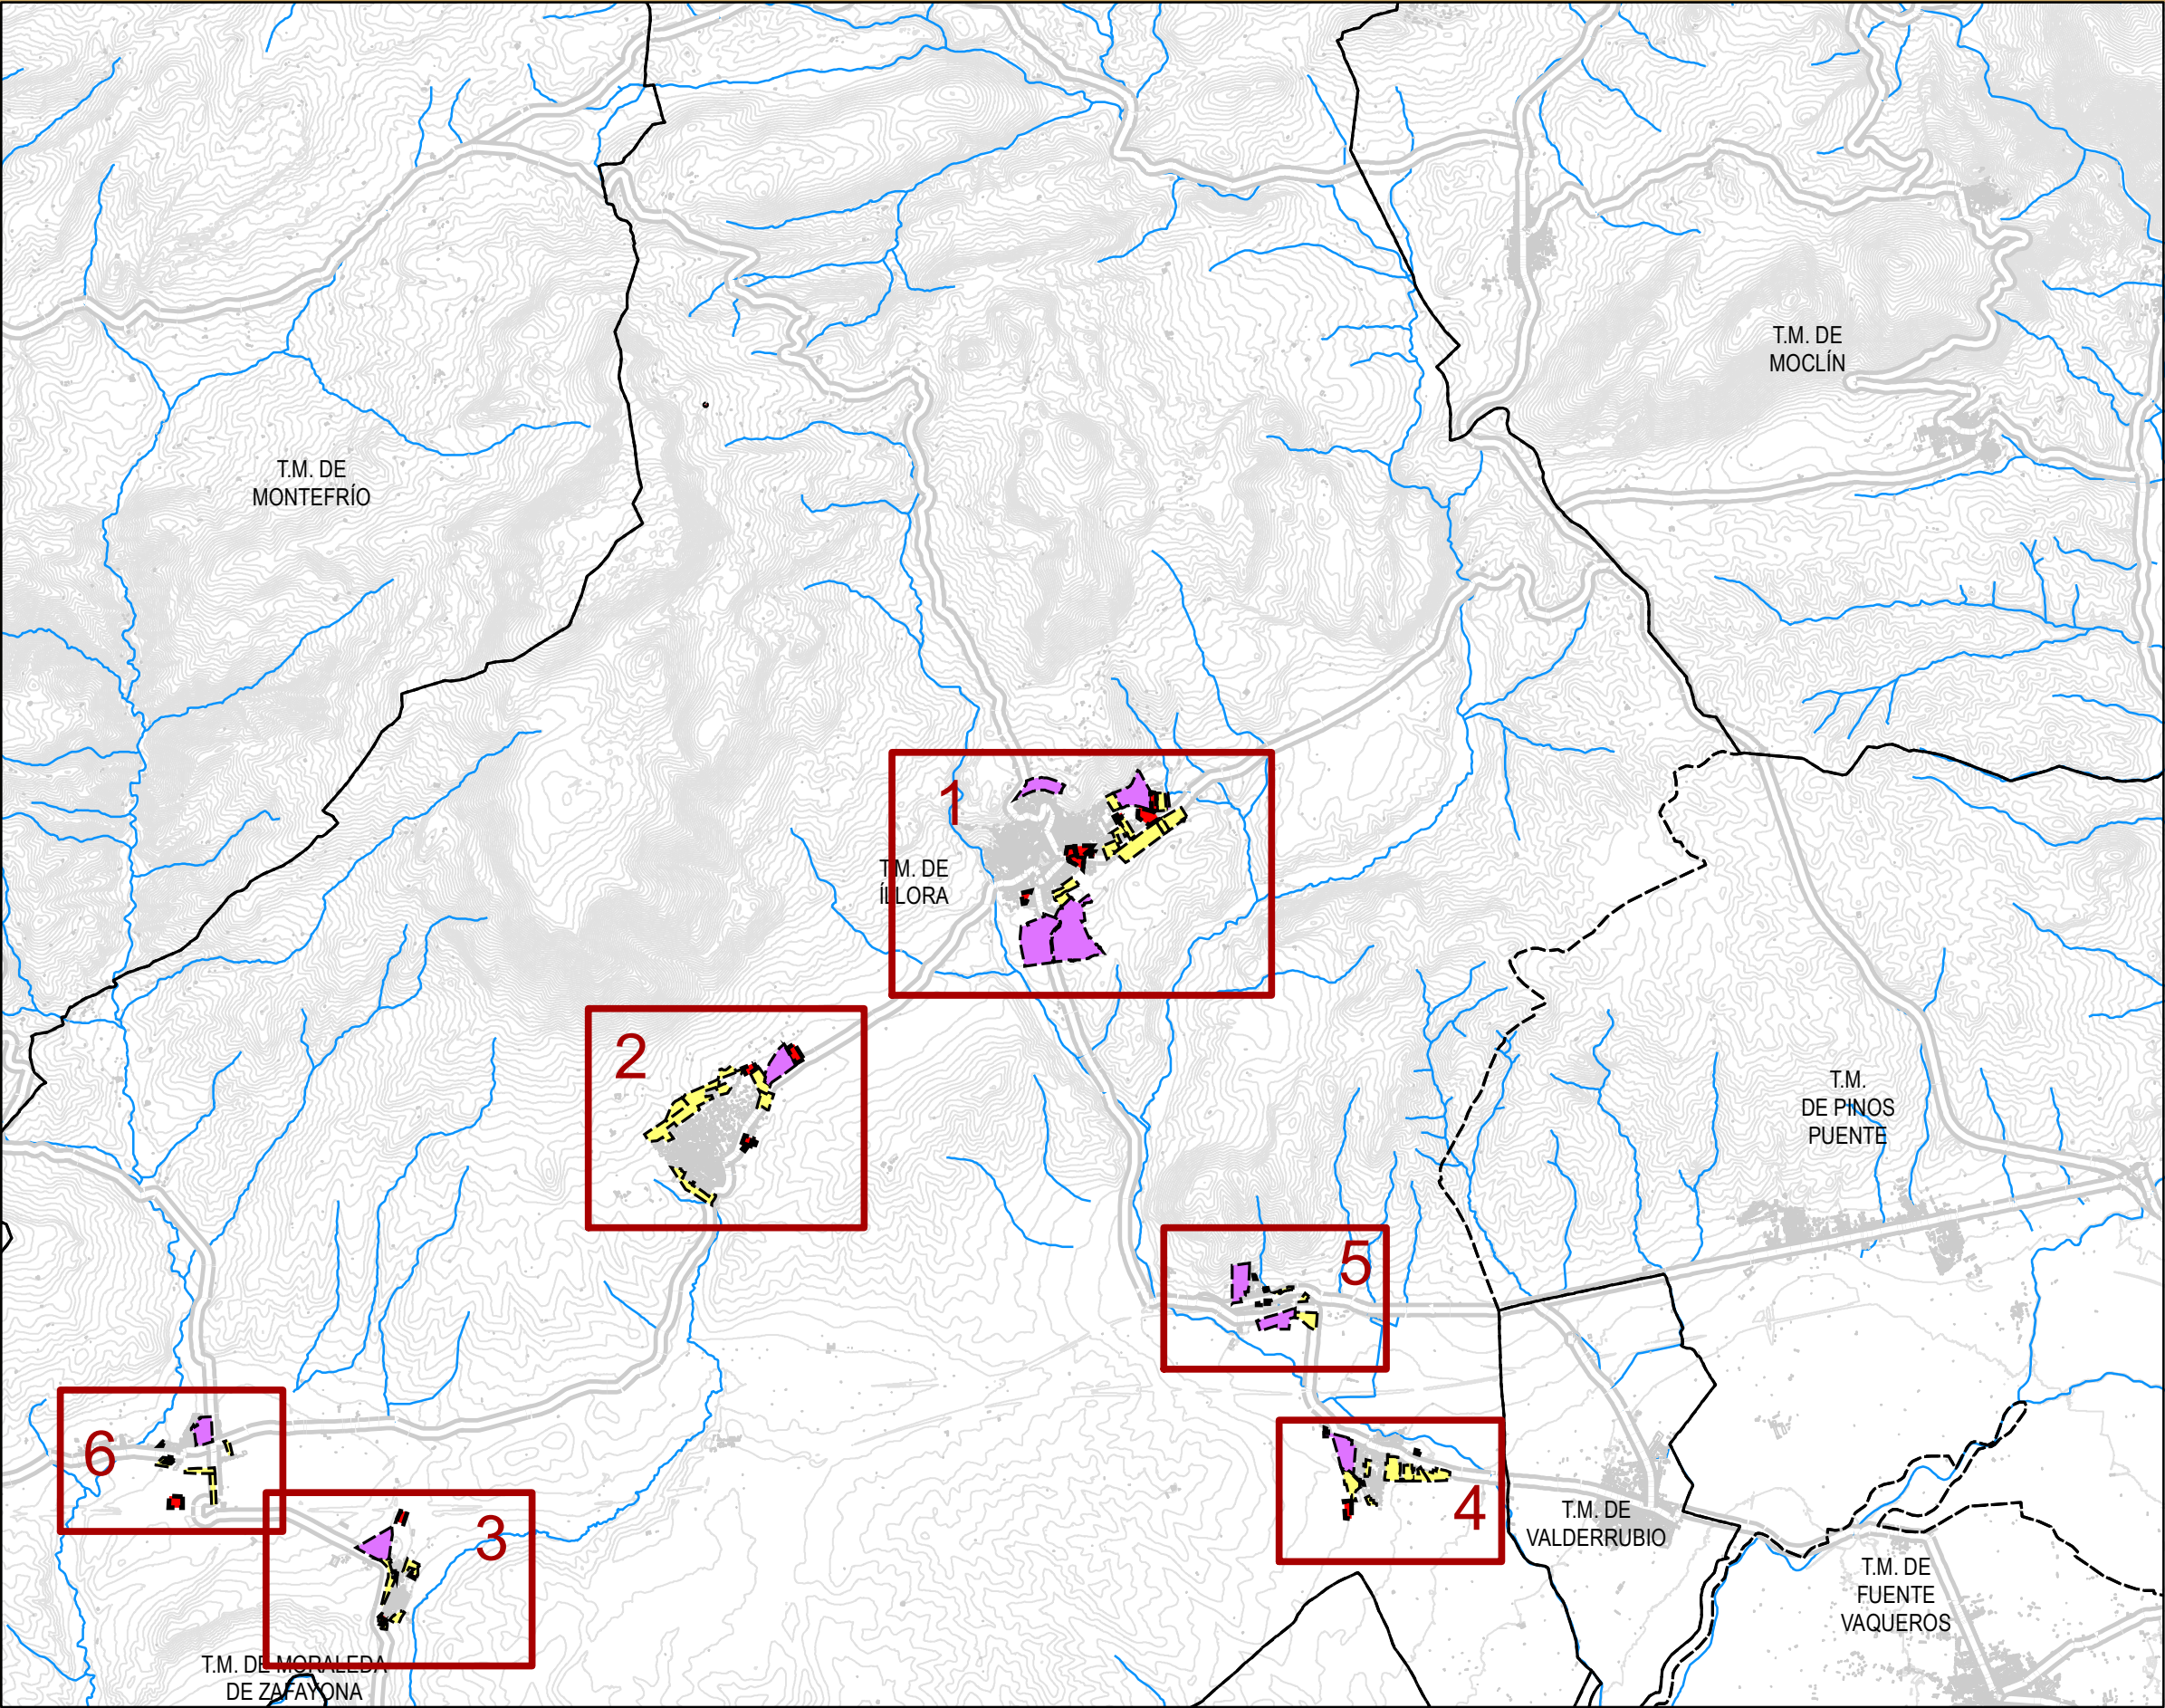 T.M. DE
MOCLÍN
T.M. DE
MONTEFRÍO
1
T.M. DE
ÍLLORA
2
T.M.
DE PINOS
PUENTE
5
6
3
4
T.M. DE
VALDERRUBIO
T.M. DE
FUENTE
VAQUEROS
T.M. DE MORALEDA
DE ZAFAYONA